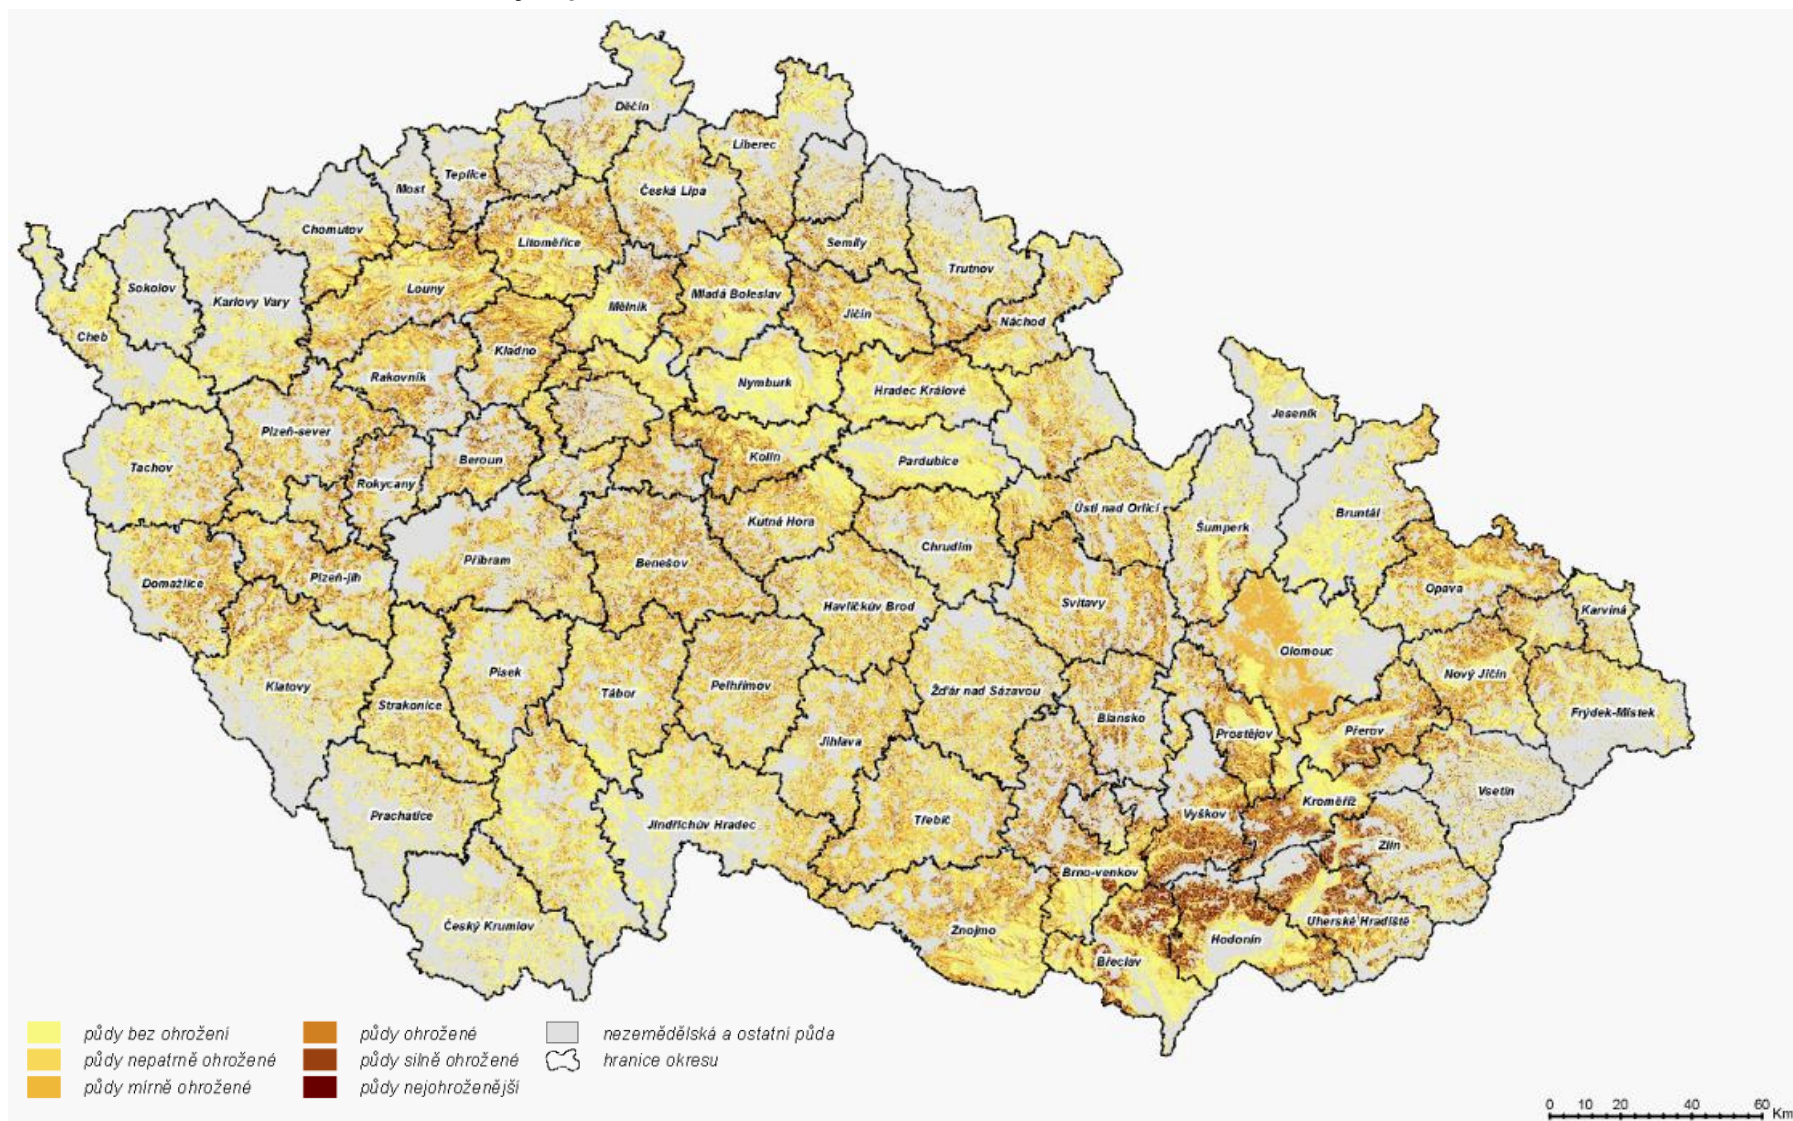 Děčín
Liberec
Teplice
Most
Česká Lípa
Chomutov
Litoměřice
Semily
Trutnov
Sokolov
Karlovy Vary
Louny
Mělník
Mladá Boleslav
Jičín
Náchod
Cheb
Kladno
Rakovník
Nymburk
Hradec Králové
Jeseník
Plzeň-sever
Beroun
Kolín
Pardubice
Tachov
Rokycany
Kutná Hora
Ústí nad Orlicí
Šumperk
Bruntál
Chrudim
Příbram
Benešov
Domažlice
Plzeň-jih
Opava
Karviná
Havlíčkův Brod
Svitavy
Olomouc
Nový Jičín
Písek
Pelhřimov
Klatovy
Tábor
Žďár nad Sázavou
Strakonice
Blansko
Frýdek-Místek
Jihlava
Prostějov
Přerov
Vsetín
Kroměříž
Prachatice
Jindřichův Hradec
Třebíč
Vyškov
Zlín
Brno-venkov
Český Krumlov
Znojmo
Uherské Hradiště
Hodonín
Břeclav
půdy bez ohrožení
půdy nepatrně ohrožené
půdy mírně ohrožené
půdy ohrožené
půdy silně ohrožené
půdy nejohroženější
nezemědělská a ostatní půda
hranice okresu
0 10 20 40 60 Km